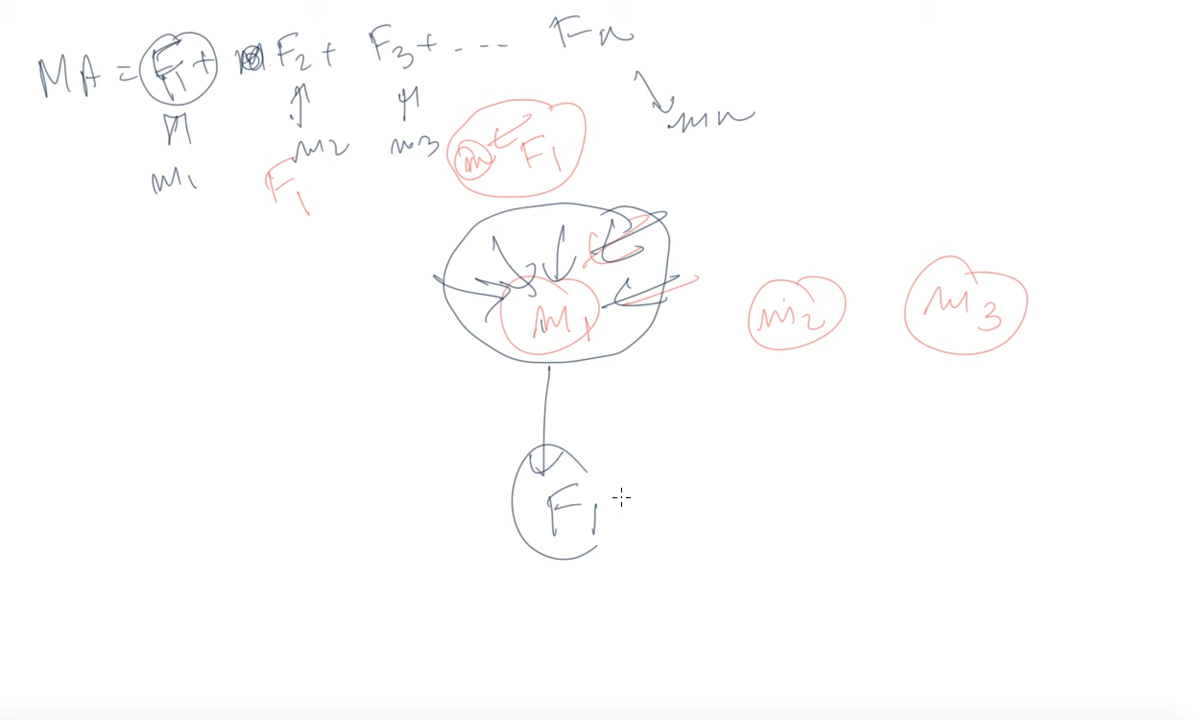 MA = F1 + F2 + F3 + .... Fn
m1 m2 m3 mn
F1 m F1
m1 m2 m3
F1